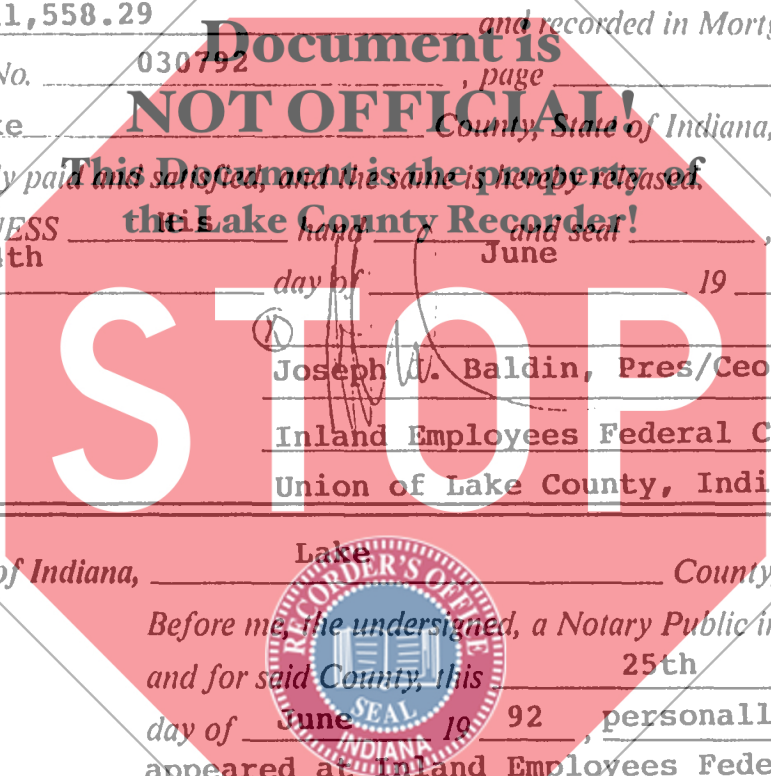 1,558.29 and recorded in Mort
Document is
No. 030792 , page
NOT OFFICIAL!
ke County, State of Indiana,
This Document is the property of
y paid and satisfied, and the same is hereby released.
the Lake County Recorder!
ESS His hand and seal ,
4th day of June 19
STOP
X
Joseph W. Baldin, Pres/Ceo
Inland Employees Federal C
Union of Lake County, Indi
of Indiana, Lake County
RECORDER'S OFFICE
Before me, the undersigned, a Notary Public in
and for said County, this 25th
SEAL
day of June 19 92 , personall
INDIANA
appeared at Inland Employees Fede